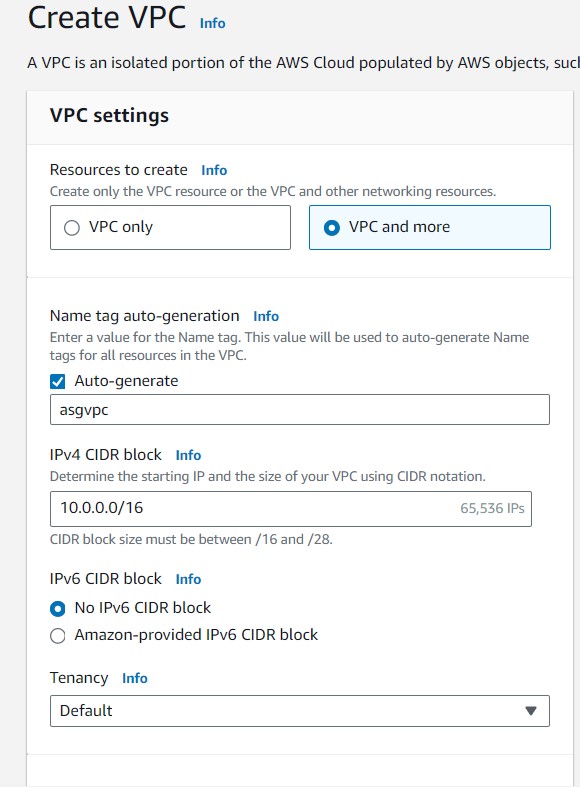 Create VPC Info
A VPC is an isolated portion of the AWS Cloud populated by AWS objects,
VPC settings
Resources to create Info
Create only the VPC resource or the VPC and other networking resources.
VPC only
VPC and more
Name tag auto-generation Info
Enter a value for the Name tag. This value will be used to auto-generate Name
tags for all resources in the VPC.
Auto-generate
asgvpc
IPv4 CIDR block Info
Determine the starting IP and the size of your VPC using CIDR notation.
10.0.0.0/16 65,536 IPs
CIDR block size must be between /16 and /28.
IPv6 CIDR block Info
No IPv6 CIDR block
Amazon-provided IPv6 CIDR block
Tenancy Info
Default